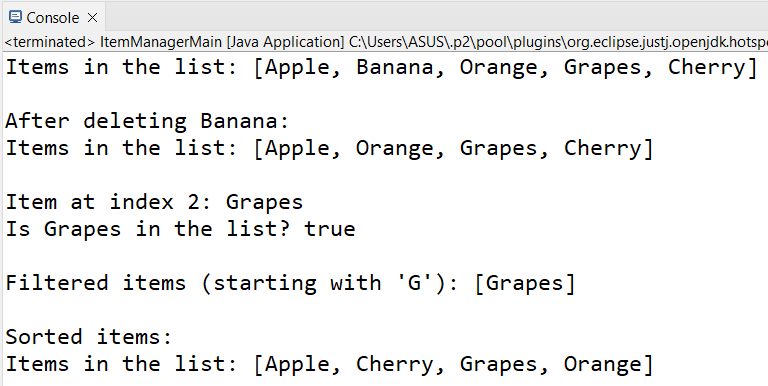 Console
<terminated> ItemManagerMain [Java Application] C:\Users\ASUS\.p2\pool\plugins\org.eclipse.justj.openjdk.hotsp
Items in the list: [Apple, Banana, Orange, Grapes, Cherry]
After deleting Banana:
Items in the list: [Apple, Orange, Grapes, Cherry]
Item at index 2: Grapes
Is Grapes in the list? true
Filtered items (starting with 'G'): [Grapes]
Sorted items:
Items in the list: [Apple, Cherry, Grapes, Orange]